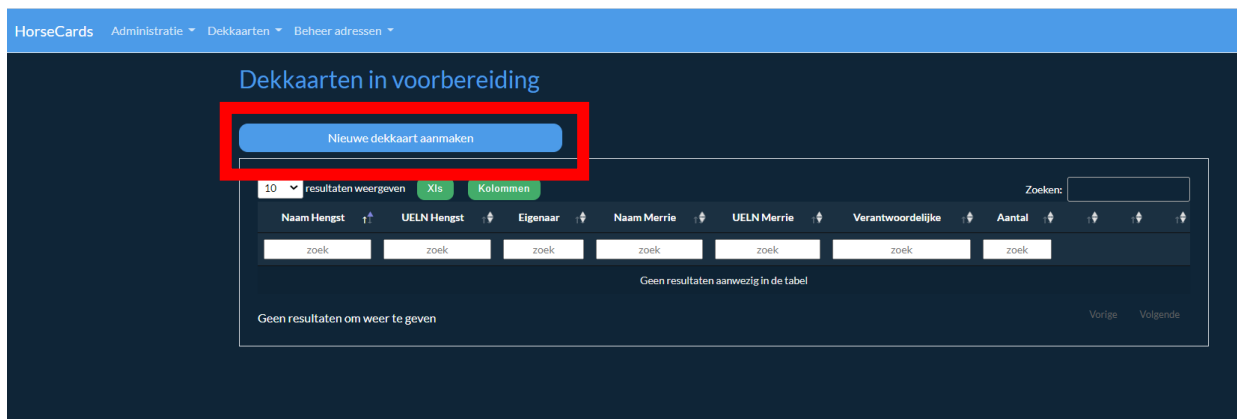 HorseCards Administratie Dekkaarten Beheer adressen
Dekkaarten in voorbereiding
Nieuwe dekkaart aanmaken
10 resultaten weergeven Xls Kolommen Zoeken:
Naam Hengst UELN Hengst Eigenaar Naam Merrie UELN Merrie Verantwoordelijke Aantal
zoek zoek zoek zoek zoek zoek zoek
Geen resultaten aanwezig in de tabel
Geen resultaten om weer te geven Vorige Volgende